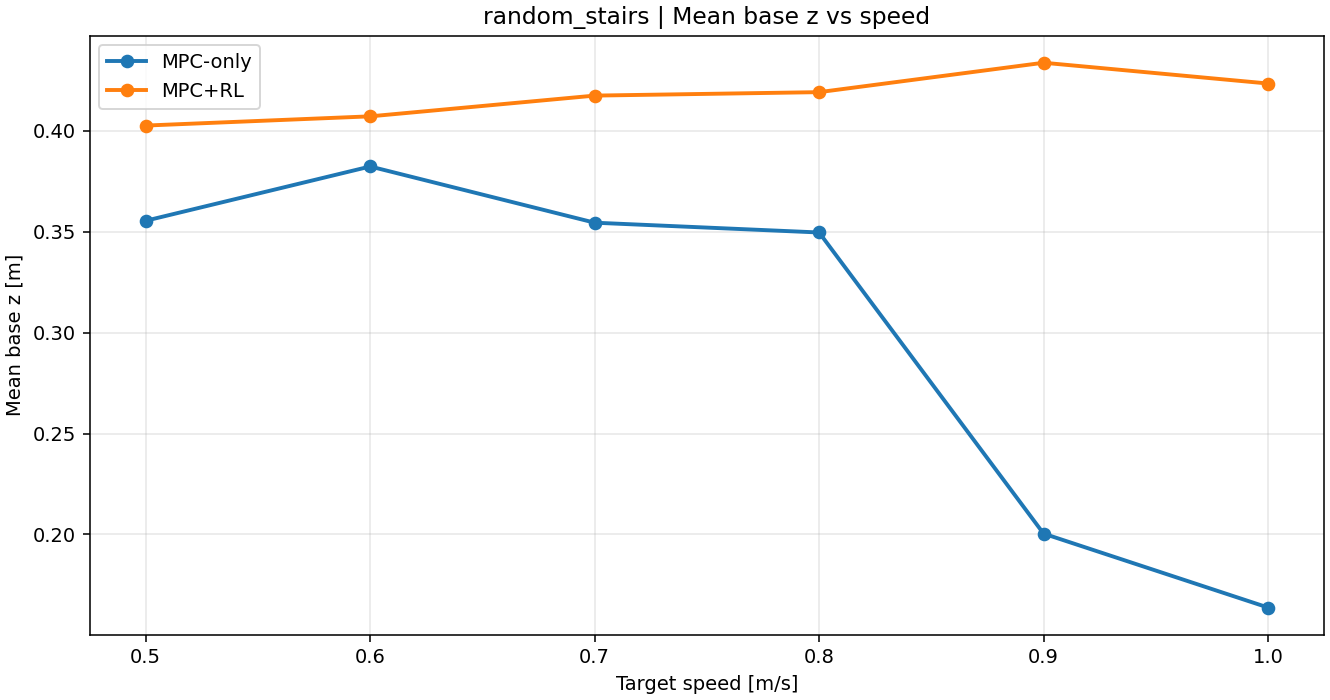 random_stairs | Mean base z vs speed
MPC-only
MPC+RL
Mean base z [m]
0.40
0.35
0.30
0.25
0.20
0.5 0.6 0.7 0.8 0.9 1.0
Target speed [m/s]